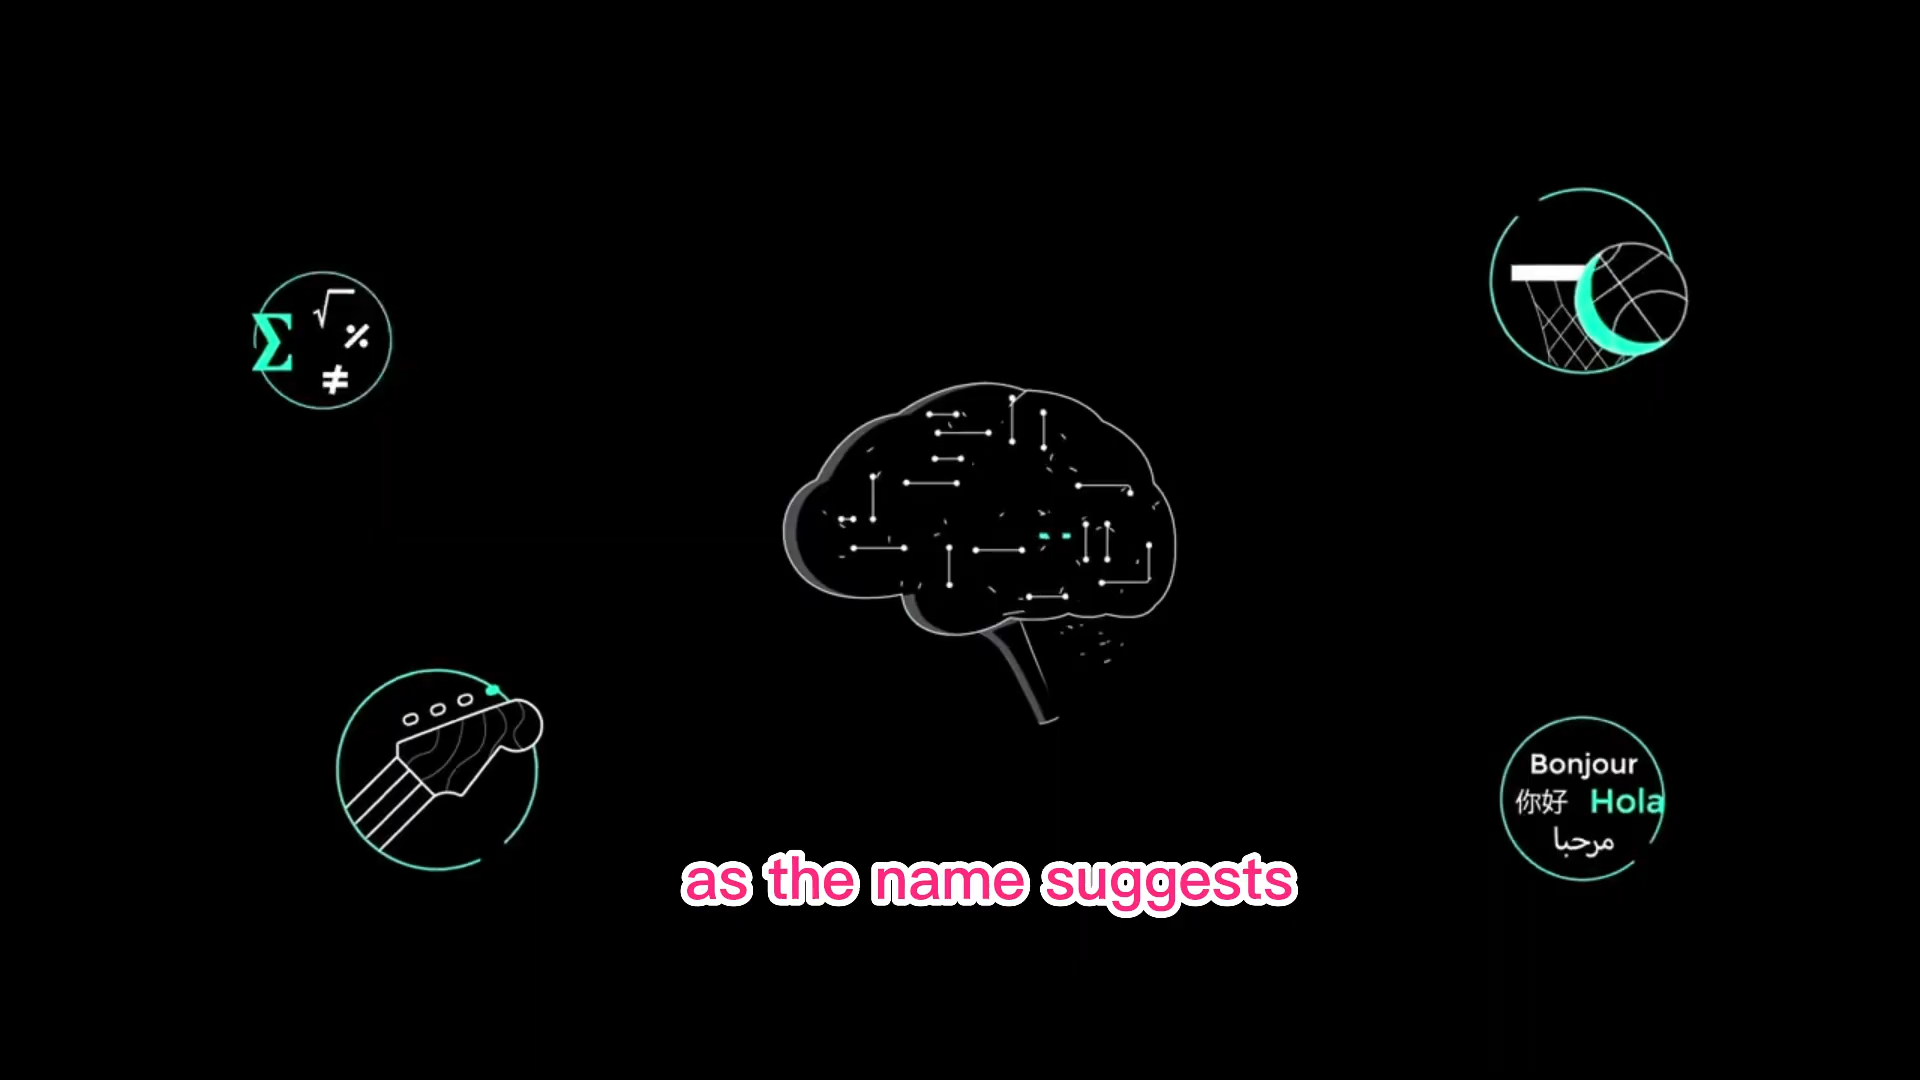 Σ √ % ≠
Bonjour
你好 Hola
مرحبا
as the name suggests